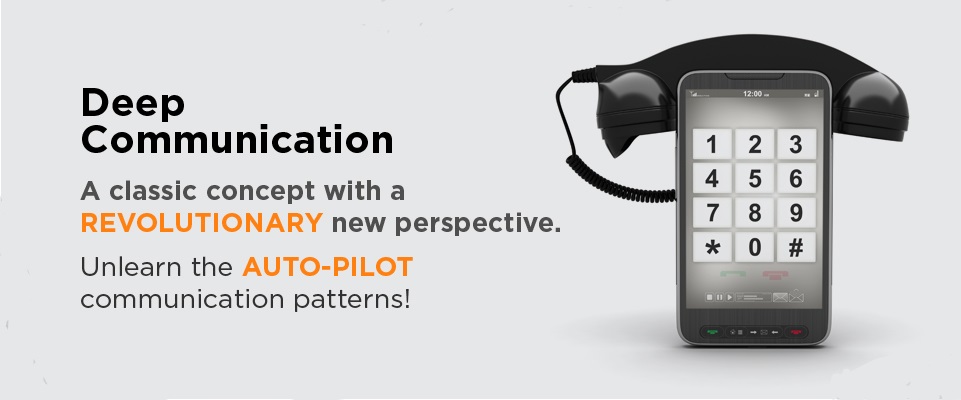 Deep
Communication
A classic concept with a
REVOLUTIONARY new perspective.
Unlearn the AUTO-PILOT
communication patterns!
12:00
1 2 3
4 5 6
7 8 9
* 0 #